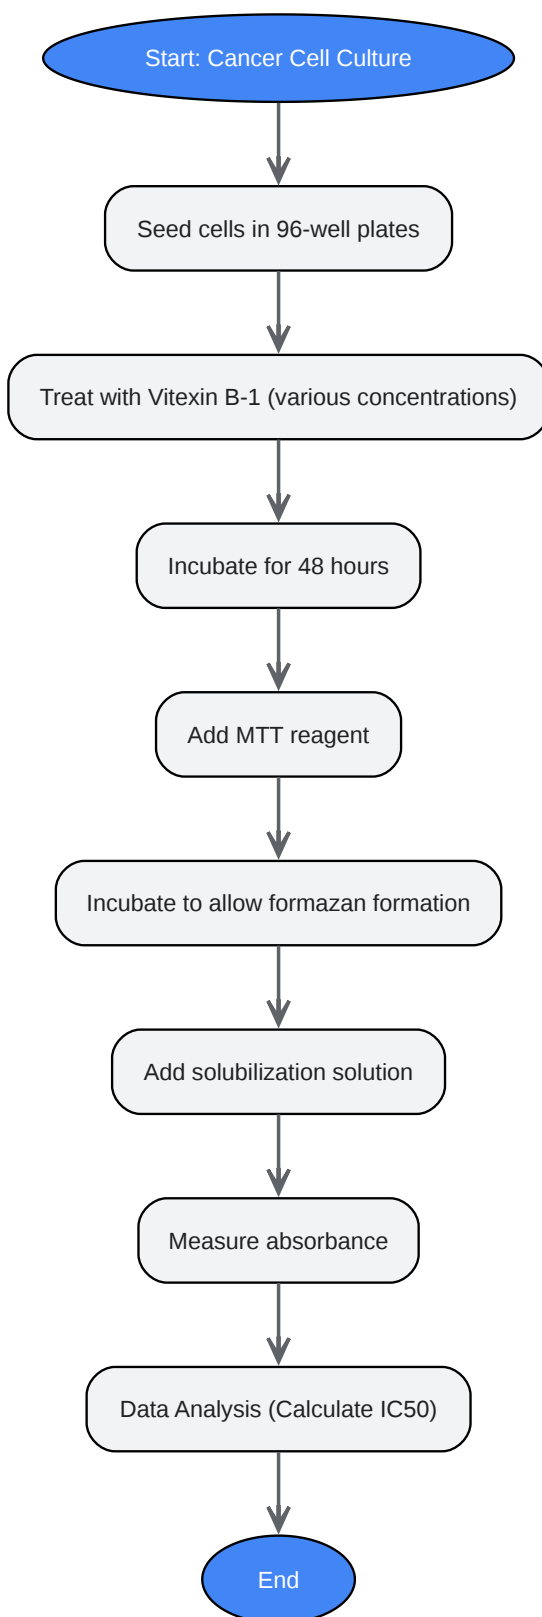 Start: Cancer Cell Culture
Seed cells in 96-well plates
Treat with Vitexin B-1 (various concentrations)
Incubate for 48 hours
Add MTT reagent
Incubate to allow formazan formation
Add solubilization solution
Measure absorbance
Data Analysis (Calculate IC50)
End